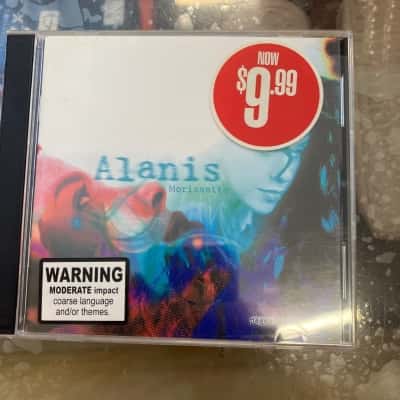 NOW
$9.99
Alanis
Morissette
WARNING
MODERATE impact
coarse language
and/or themes.